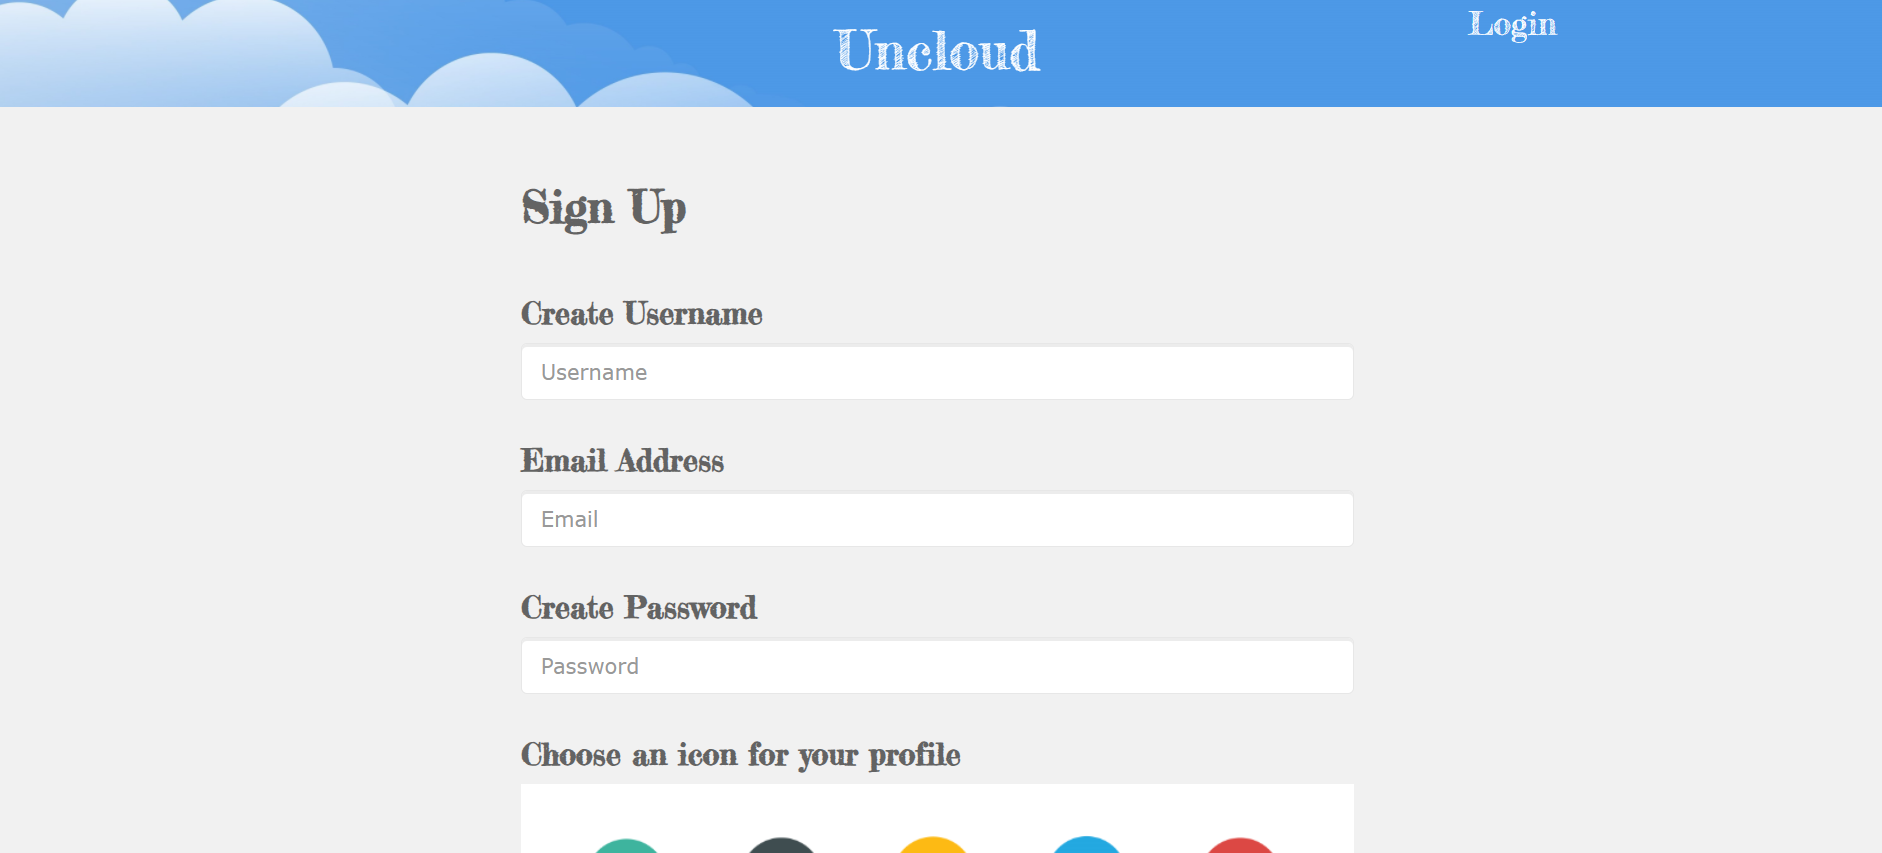 Uncloud
Login
Sign Up
Create Username
Username
Email Address
Email
Create Password
Password
Choose an icon for your profile